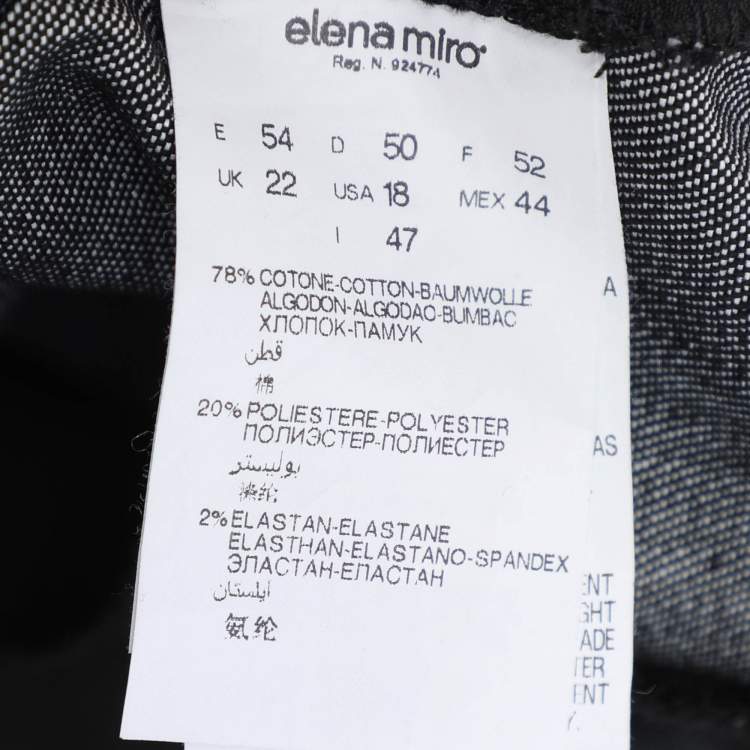 elena miro
Reg. N. 924774
E 54 D 50 F 52
UK 22 USA 18 MEX 44
I 47
78% COTONE-COTTON-BAUMWOLLE
ALGODON-ALGODAO-BUMBAC
ХЛОПОК-ПАМУК
قطن
棉
20% POLIESTERE-POLYESTER
ПОЛИЭСТЕР-ПОЛИЕСТЕР
بوليستر
2% ELASTAN-ELASTANE
ELASTHAN-ELASTANO-SPANDEX
ЭЛАСТАН-ЕЛАСТАН
ايلستان
氨纶
A
AS
ENT
GHT
ADE
TER
ENT